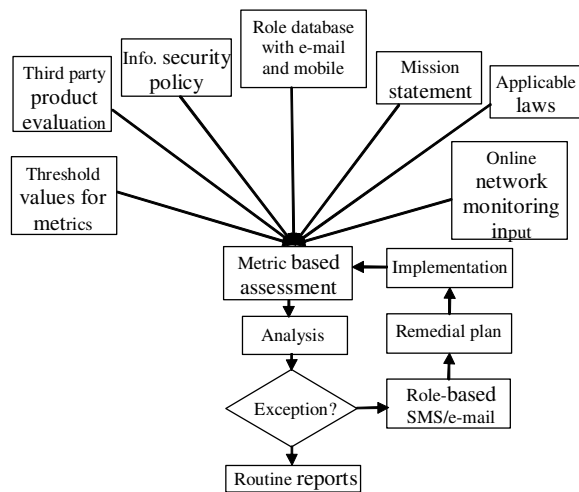 Role database
with e-mail
and mobile
Info. security
policy
Mission
statement
Third party
product
evaluation
Applicable
laws
Threshold
values for
metrics
Online
network
monitoring
input
Metric based
assessment
Implementation
Analysis
Remedial plan
Exception?
Role-based
SMS/e-mail
Routine reports